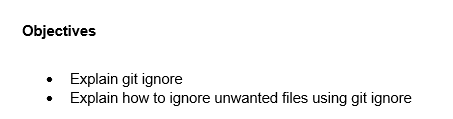 Objectives
• Explain git ignore
• Explain how to ignore unwanted files using git ignore